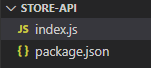 STORE-API
JS index.js
package.json